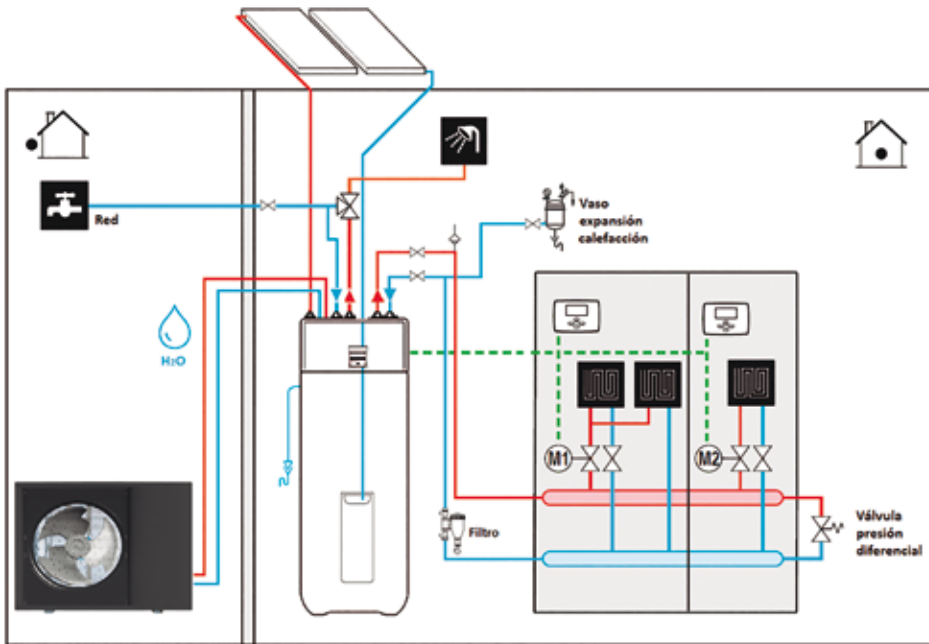 Red
Vaso
expansión
calefacción
H2O
M1
M2
Filtro
Válvula
presión
diferencial